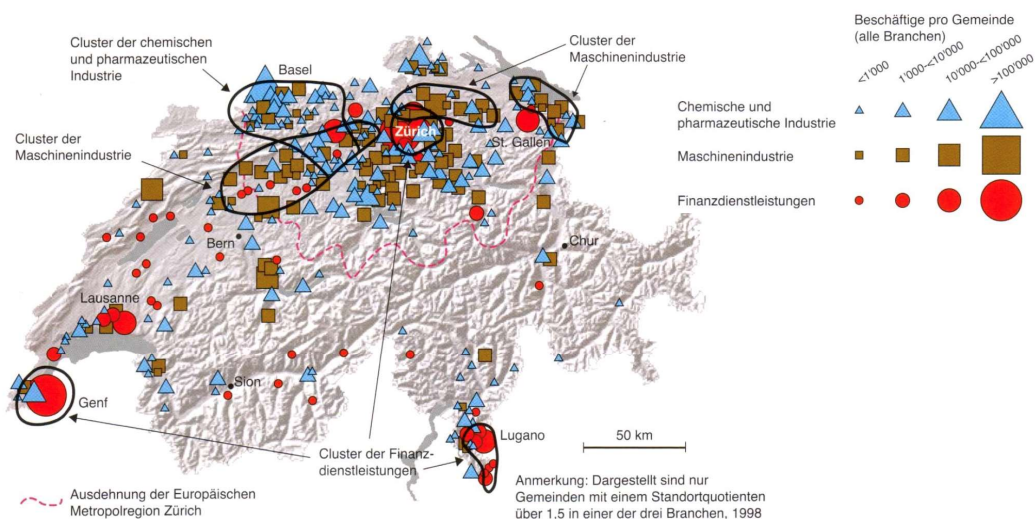 Cluster der chemischen
und pharmazeutischen
Industrie
Basel
Cluster der
Maschinenindustrie
Cluster der
Maschinenindustrie
Zürich
St. Gallen
Bern
Chur
Lausanne
Sion
Genf
Lugano
Cluster der Finanz-
dienstleistungen
50 km
Ausdehnung der Europäischen
Metropolregion Zürich
Anmerkung: Dargestellt sind nur
Gemeinden mit einem Standortquotienten
über 1,5 in einer der drei Branchen, 1998
Beschäftige pro Gemeinde
(alle Branchen)
<1'000
1'000-<10'000
10'000-<100'000
>100'000
Chemische und
pharmazeutische Industrie
Maschinenindustrie
Finanzdienstleistungen